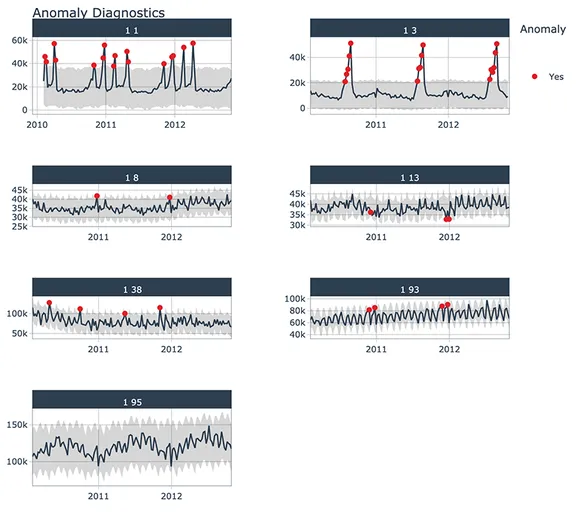 Anomaly Diagnostics
1 1
60k
40k
20k
0
2010 2011 2012
1 3
40k
20k
0
2011 2012
Anomaly
Yes
1 8
45k
40k
35k
30k
25k
2011 2012
1 13
45k
40k
35k
30k
2011 2012
1 38
100k
50k
2011 2012
1 93
100k
80k
60k
40k
2011 2012
1 95
150k
100k
2011 2012